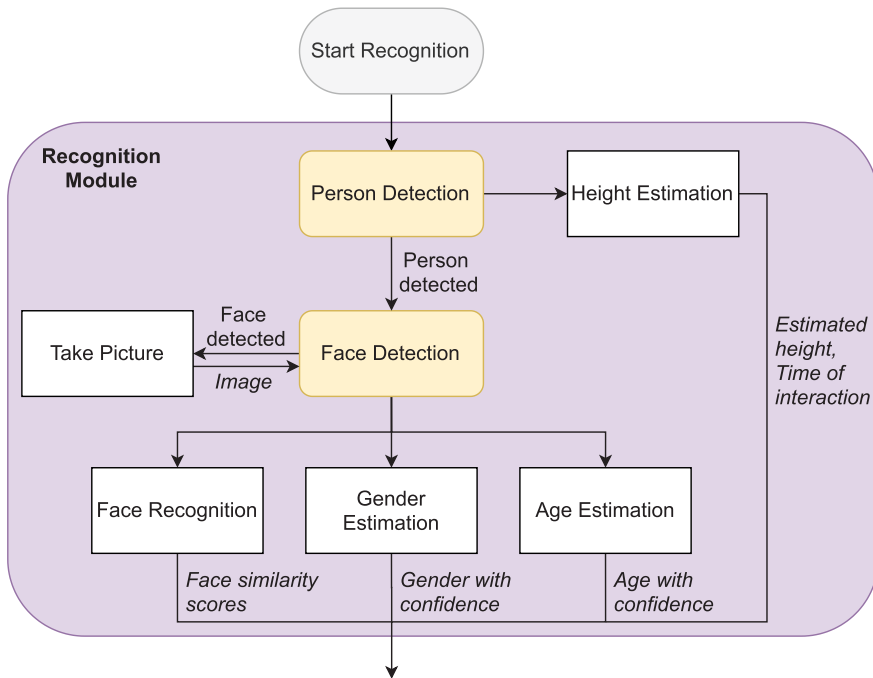 Start Recognition
Recognition
Module
Person Detection
Height Estimation
Person
detected
Face
detected
Take Picture
Face Detection
Image
Estimated
height,
Time of
interaction
Face Recognition
Gender
Estimation
Age Estimation
Face similarity
scores
Gender with
confidence
Age with
confidence